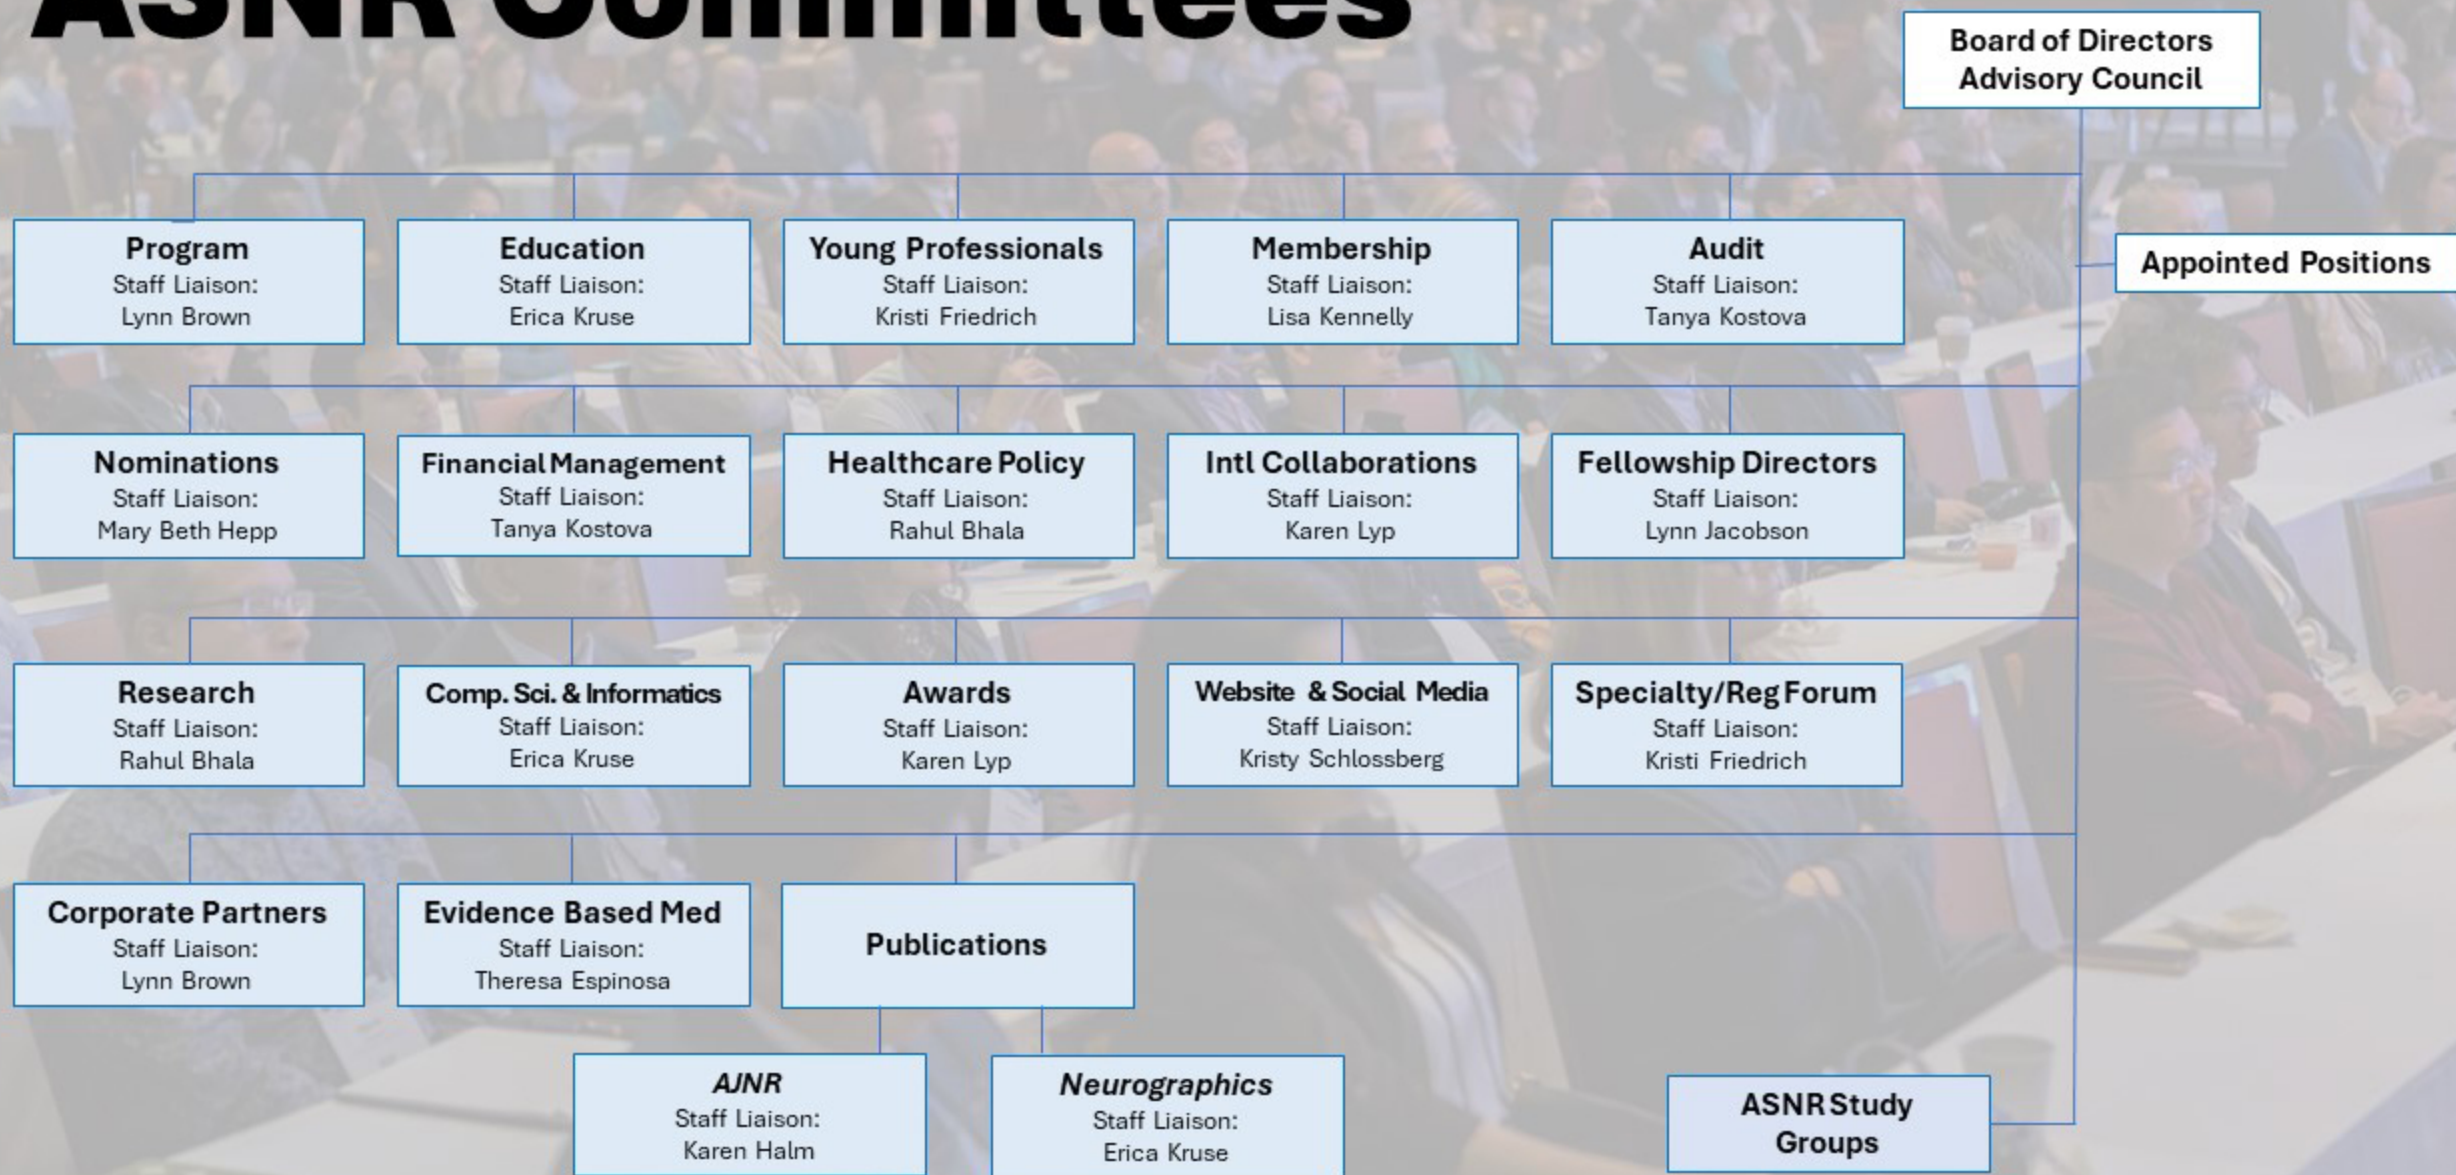 ASNR Committees
Board of Directors
Advisory Council
Appointed Positions
Program
Staff Liaison:
Lynn Brown
Education
Staff Liaison:
Erica Kruse
Young Professionals
Staff Liaison:
Kristi Friedrich
Membership
Staff Liaison:
Lisa Kennelly
Audit
Staff Liaison:
Tanya Kostova
Nominations
Staff Liaison:
Mary Beth Hepp
Financial Management
Staff Liaison:
Tanya Kostova
Healthcare Policy
Staff Liaison:
Rahul Bhala
Intl Collaborations
Staff Liaison:
Karen Lyp
Fellowship Directors
Staff Liaison:
Lynn Jacobson
Research
Staff Liaison:
Rahul Bhala
Comp. Sci. & Informatics
Staff Liaison:
Erica Kruse
Awards
Staff Liaison:
Karen Lyp
Website & Social Media
Staff Liaison:
Kristy Schlossberg
Specialty/Reg Forum
Staff Liaison:
Kristi Friedrich
Corporate Partners
Staff Liaison:
Lynn Brown
Evidence Based Med
Staff Liaison:
Theresa Espinosa
Publications
AJNR
Staff Liaison:
Karen Halm
Neurographics
Staff Liaison:
Erica Kruse
ASNR Study
Groups